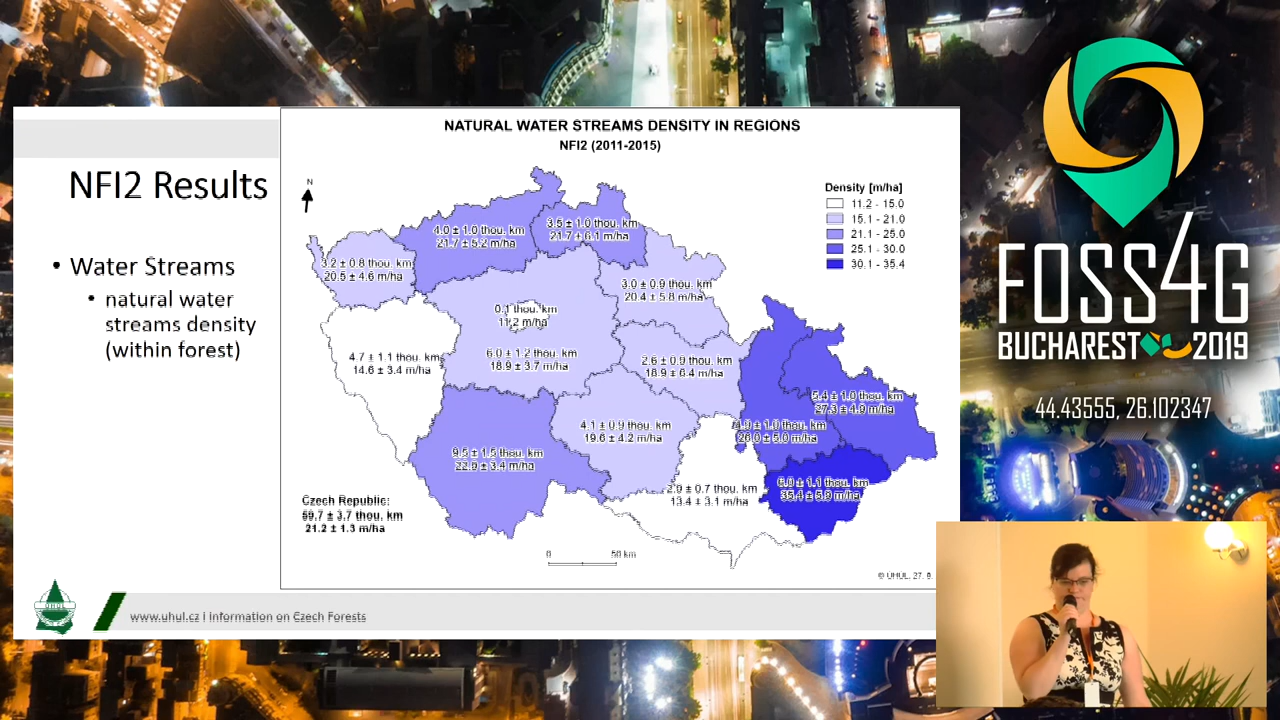 NFI2 Results
• Water Streams
• natural water
streams density
(within forest)
NATURAL WATER STREAMS DENSITY IN REGIONS
NFI2 (2011-2015)
N
Density [m/ha]
11.2 - 15.0
15.1 - 21.0
21.1 - 25.0
25.1 - 30.0
30.1 - 35.4
4.0 ± 1.0 thou. km
21.7 ± 5.2 m/ha
3.5 ± 1.0 thou. km
21.7 ± 6.1 m/ha
3.2 ± 0.8 thou. km
20.5 ± 4.6 m/ha
3.0 ± 0.9 thou. km
20.4 ± 5.8 m/ha
0.1 thou. km
11.2 m/ha
6.0 ± 1.2 thou. km
18.9 ± 3.7 m/ha
4.7 ± 1.1 thou. km
14.6 ± 3.4 m/ha
2.6 ± 0.9 thou. km
18.9 ± 6.4 m/ha
5.4 ± 1.0 thou. km
27.3 ± 4.9 m/ha
4.9 ± 1.0 thou. km
26.0 ± 5.0 m/ha
4.1 ± 0.9 thou. km
19.6 ± 4.2 m/ha
± 1.5 thou. km
22.9 ± 3.4 m/ha
6.0 ± 1.1 thou. km
35.4 ± 5.9 m/ha
2.9 ± 0.7 thou. km
13.4 ± 3.1 m/ha
Czech Republic:
59.7 ± 3.7 thou. km
21.2 ± 1.3 m/ha
0 50 km
© ÚHÚL, 27. 8.
UHUL
www.uhul.cz I Information on Czech Forests
FOSS4G
BUCHAREST 2019
44.43555, 26.102347